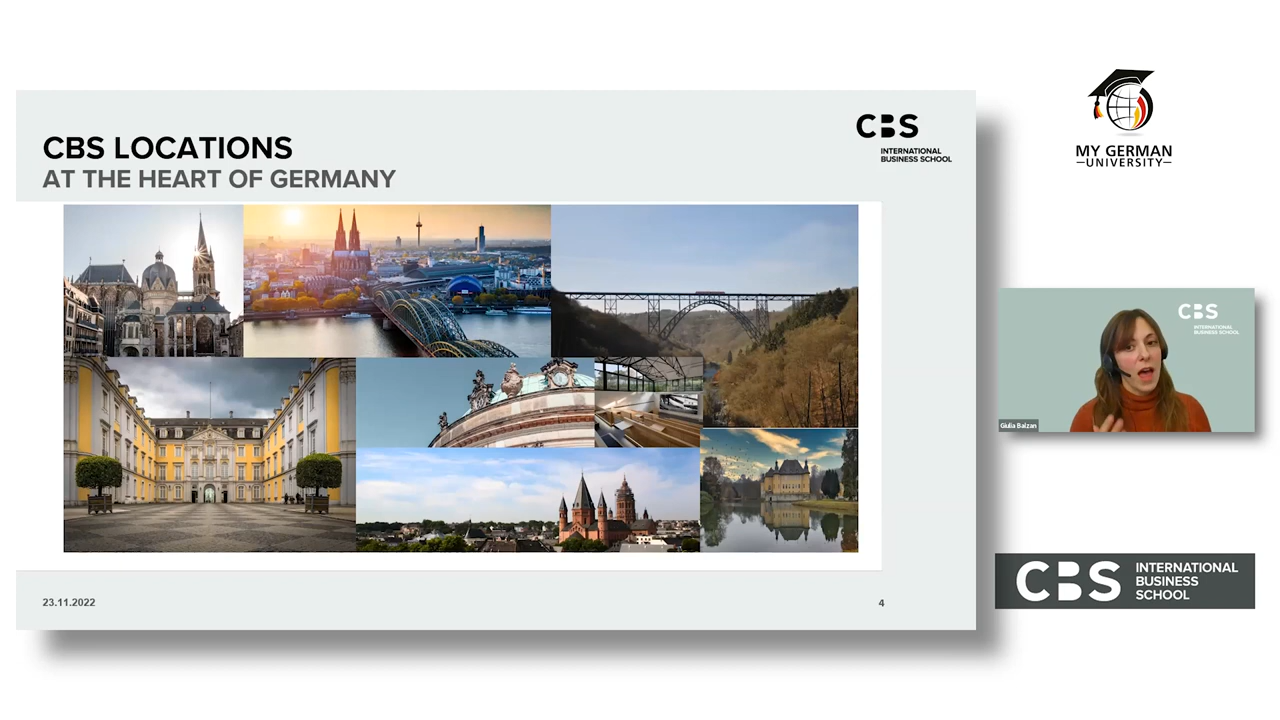 CBS LOCATIONS
AT THE HEART OF GERMANY
CBS
INTERNATIONAL
BUSINESS SCHOOL
23.11.2022
4
MY GERMAN
UNIVERSITY
CBS
INTERNATIONAL
BUSINESS SCHOOL
Giulia Balzan
CBS
INTERNATIONAL
BUSINESS
SCHOOL